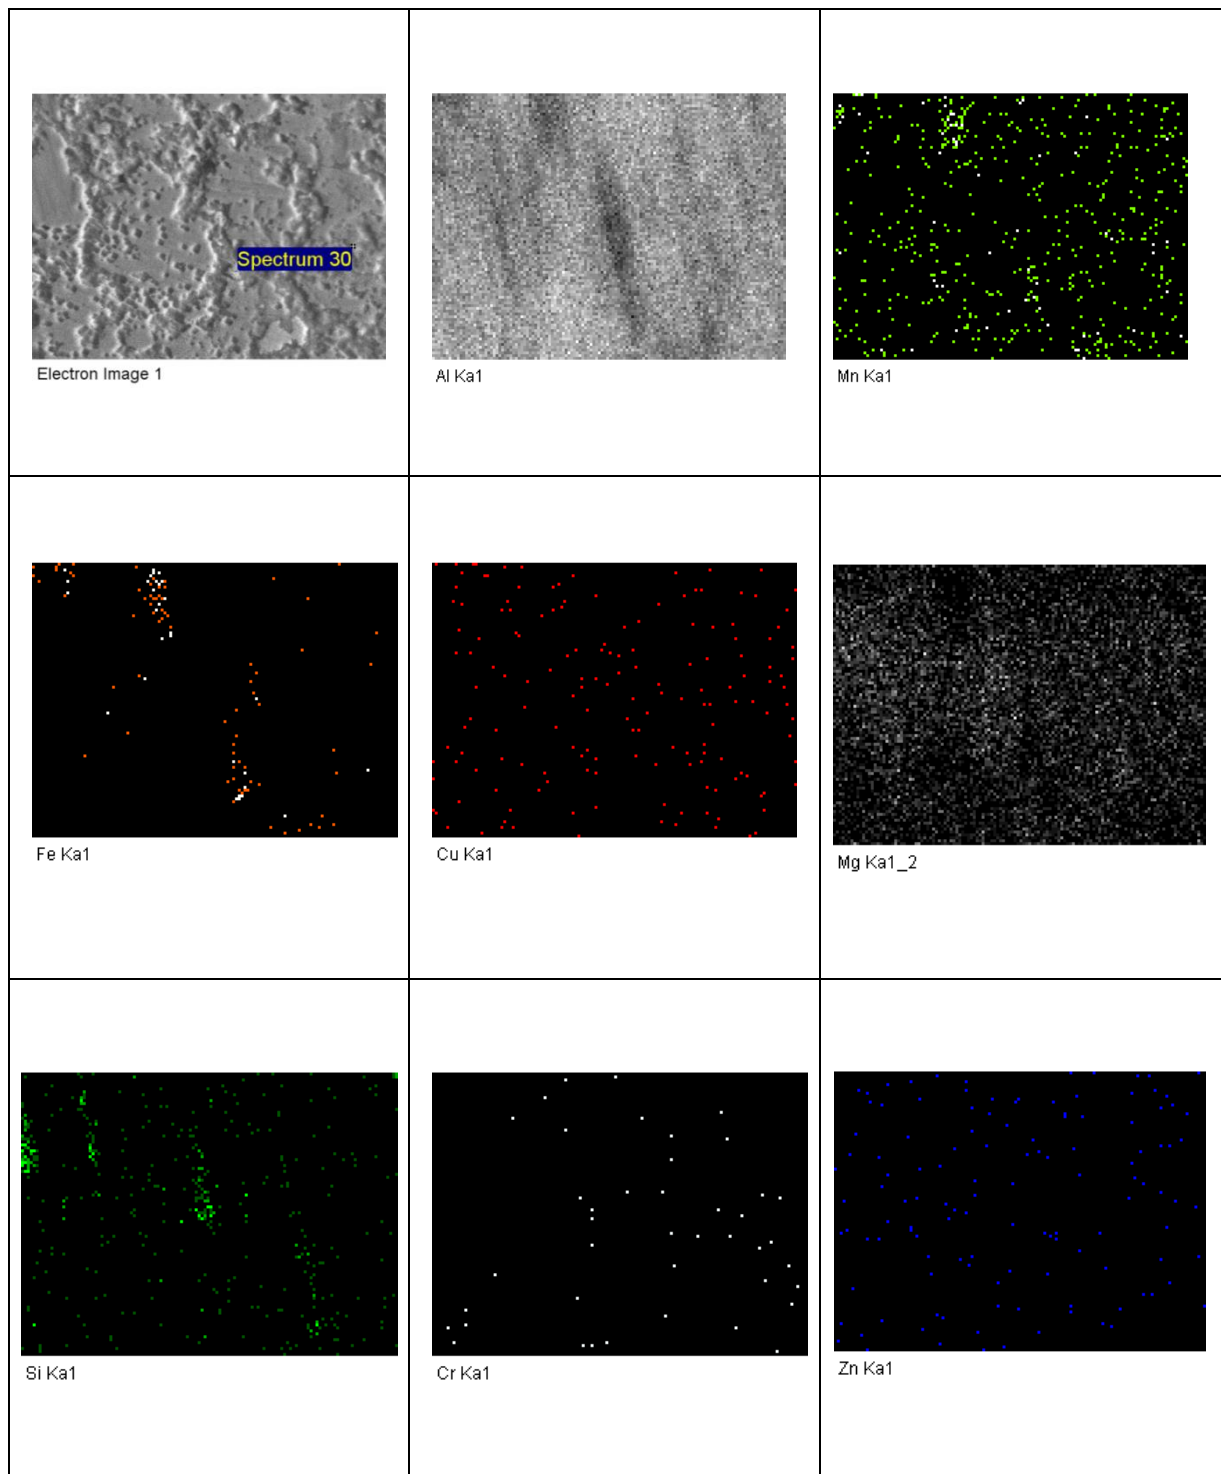 Spectrum 30
Electron Image 1
Al Ka1
Mn Ka1
Fe Ka1
Cu Ka1
Mg Ka1_2
Si Ka1
Cr Ka1
Zn Ka1